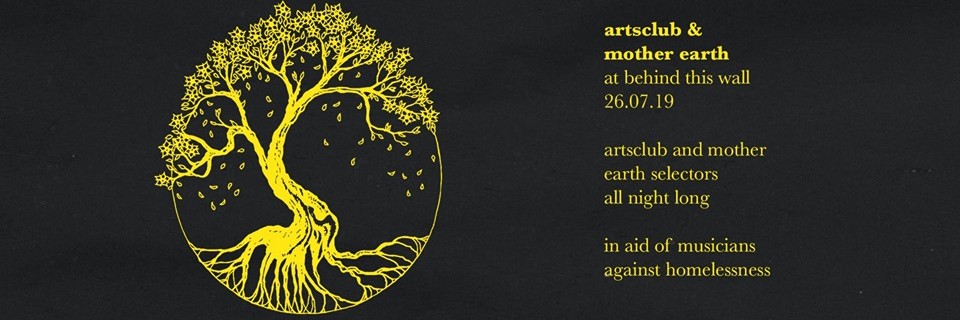 artsclub &
mother earth
at behind this wall
26.07.19
artsclub and mother
earth selectors
all night long
in aid of musicians
against homelessness